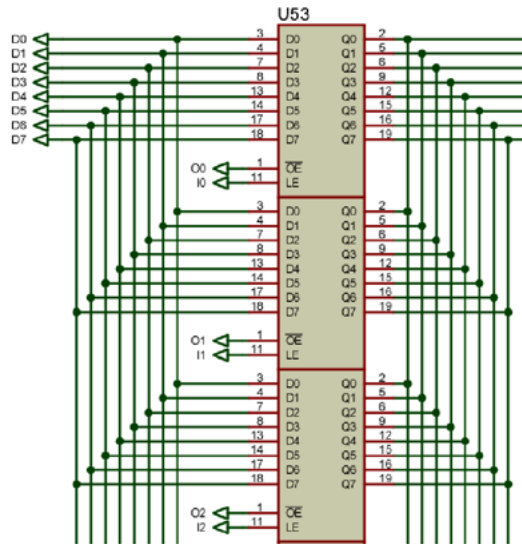 U53
D0 3 D0 Q0 2
D1 4 D1 Q1 5
D2 7 D2 Q2 6
D3 8 D3 Q3 9
D4 13 D4 Q4 12
D5 14 D5 Q5 15
D6 17 D6 Q6 16
D7 18 D7 Q7 19
O0 1 OE
I0 11 LE
3 D0 Q0 2
4 D1 Q1 5
7 D2 Q2 6
8 D3 Q3 9
13 D4 Q4 12
14 D5 Q5 15
17 D6 Q6 16
18 D7 Q7 19
O1 1 OE
I1 11 LE
3 D0 Q0 2
4 D1 Q1 5
7 D2 Q2 6
8 D3 Q3 9
13 D4 Q4 12
14 D5 Q5 15
17 D6 Q6 16
18 D7 Q7 19
O2 1 OE
I2 11 LE